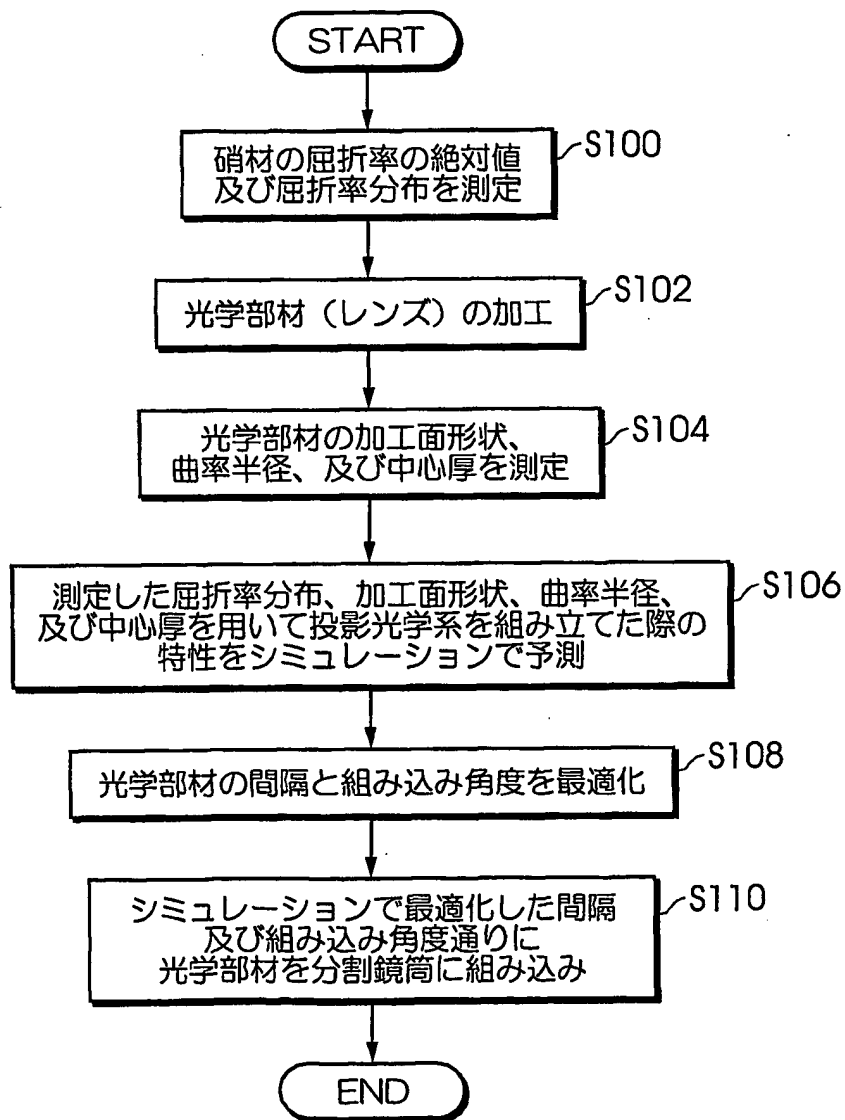 START
硝材の屈折率の絶対値
及び屈折率分布を測定
S100
光学部材（レンズ）の加工
S102
光学部材の加工面形状、
曲率半径、及び中心厚を測定
S104
測定した屈折率分布、加工面形状、曲率半径、
及び中心厚を用いて投影光学系を組み立てた際の
特性をシミュレーションで予測
S106
光学部材の間隔と組み込み角度を最適化
S108
シミュレーションで最適化した間隔
及び組み込み角度通りに
光学部材を分割鏡筒に組み込み
S110
END